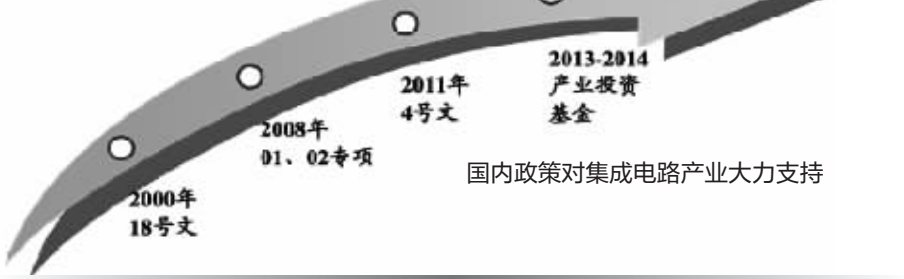 2013-2014
产业投资
基金
2011年
4号文
2008年
01、02专项
2000年
18号文
国内政策对集成电路产业大力支持